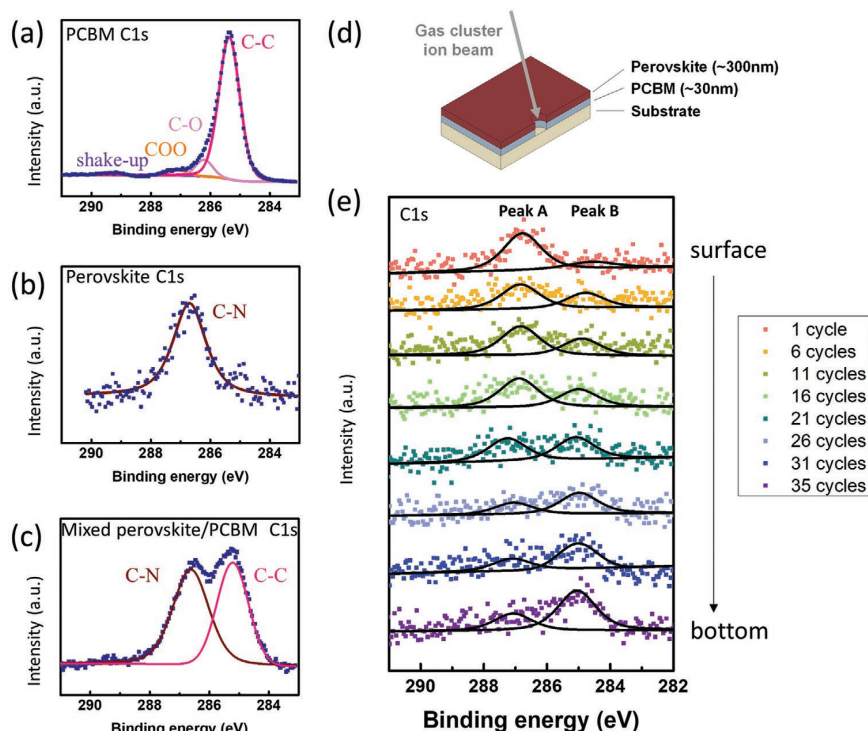 (a)
PCBM C1s
C-C
C-O
COO
shake-up
Intensity (a.u.)
290 288 286 284
Binding energy (eV)
(b)
Perovskite C1s
C-N
Intensity (a.u.)
290 288 286 284
Binding energy (eV)
(c)
Mixed perovskite/PCBM C1s
C-N
C-C
Intensity (a.u.)
290 288 286 284
Binding energy (eV)
(d)
Gas cluster
ion beam
Perovskite (~300nm)
PCBM (~30nm)
Substrate
(e)
C1s
Peak A Peak B
surface
1 cycle
6 cycles
11 cycles
16 cycles
21 cycles
26 cycles
31 cycles
35 cycles
bottom
Intensity (a.u.)
290 288 286 284 282
Binding energy (eV)